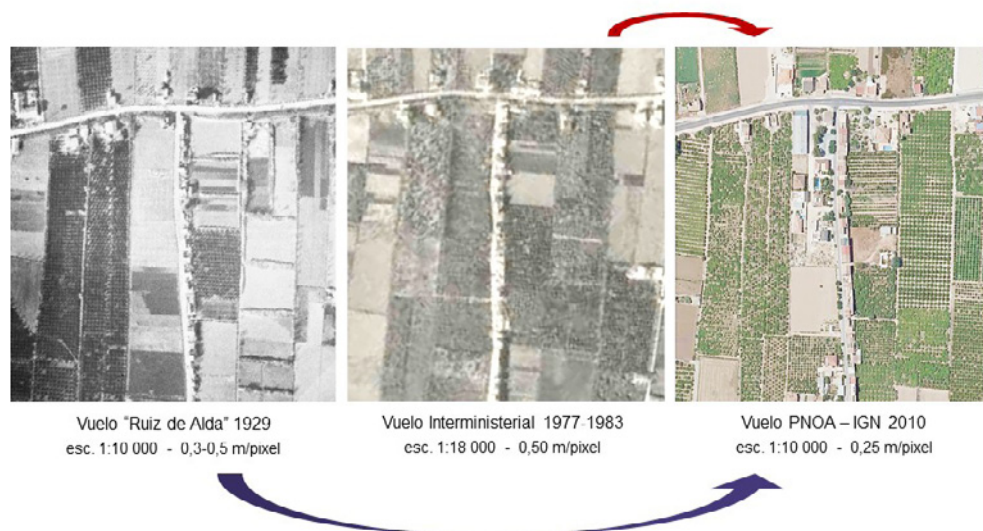 Vuelo "Ruiz de Alda" 1929
esc. 1:10 000 - 0,3-0,5 m/pixel
Vuelo Interministerial 1977-1983
esc. 1:18 000 - 0,50 m/pixel
Vuelo PNOA – IGN 2010
esc. 1:10 000 - 0,25 m/pixel